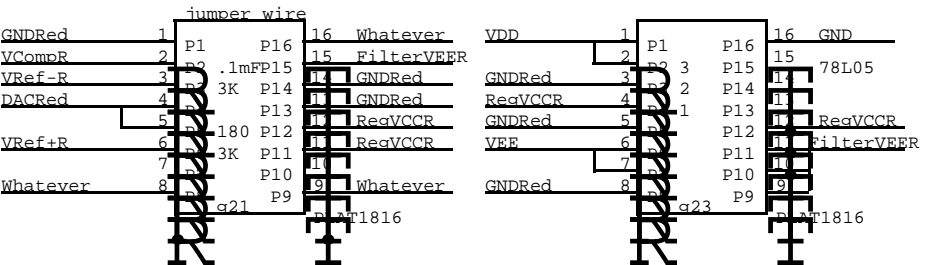 jumper wire
GNDRed 1 P1 P16 16 Whatever
VCompR 2 P2 .1mF P15 15 FilterVEER
VRef-R 3 3K P14 14 GNDRed
DACRed 4 P13 13 GNDRed
5 180 P12 12 RegVCCR
VRef+R 6 3K P11 11 RegVCCR
7 P10 10
Whatever 8 P9 9 Whatever
g21 PLAT1816
VDD 1 P1 P16 16 GND
2 P2 3 P15 15 78L05
GNDRed 3 2 P14 14
RegVCCR 4 1 P13 13
GNDRed 5 P12 12 RegVCCR
VEE 6 P11 11 FilterVEER
7 P10 10
GNDRed 8 P9 9
g23 PLAT1816